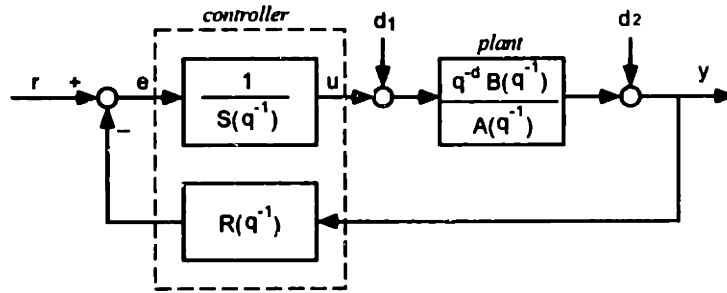 controller
d1
plant
d2
r
+
e
1
S(q⁻¹)
u
q⁻ᵈ B(q⁻¹)
A(q⁻¹)
y
−
R(q⁻¹)